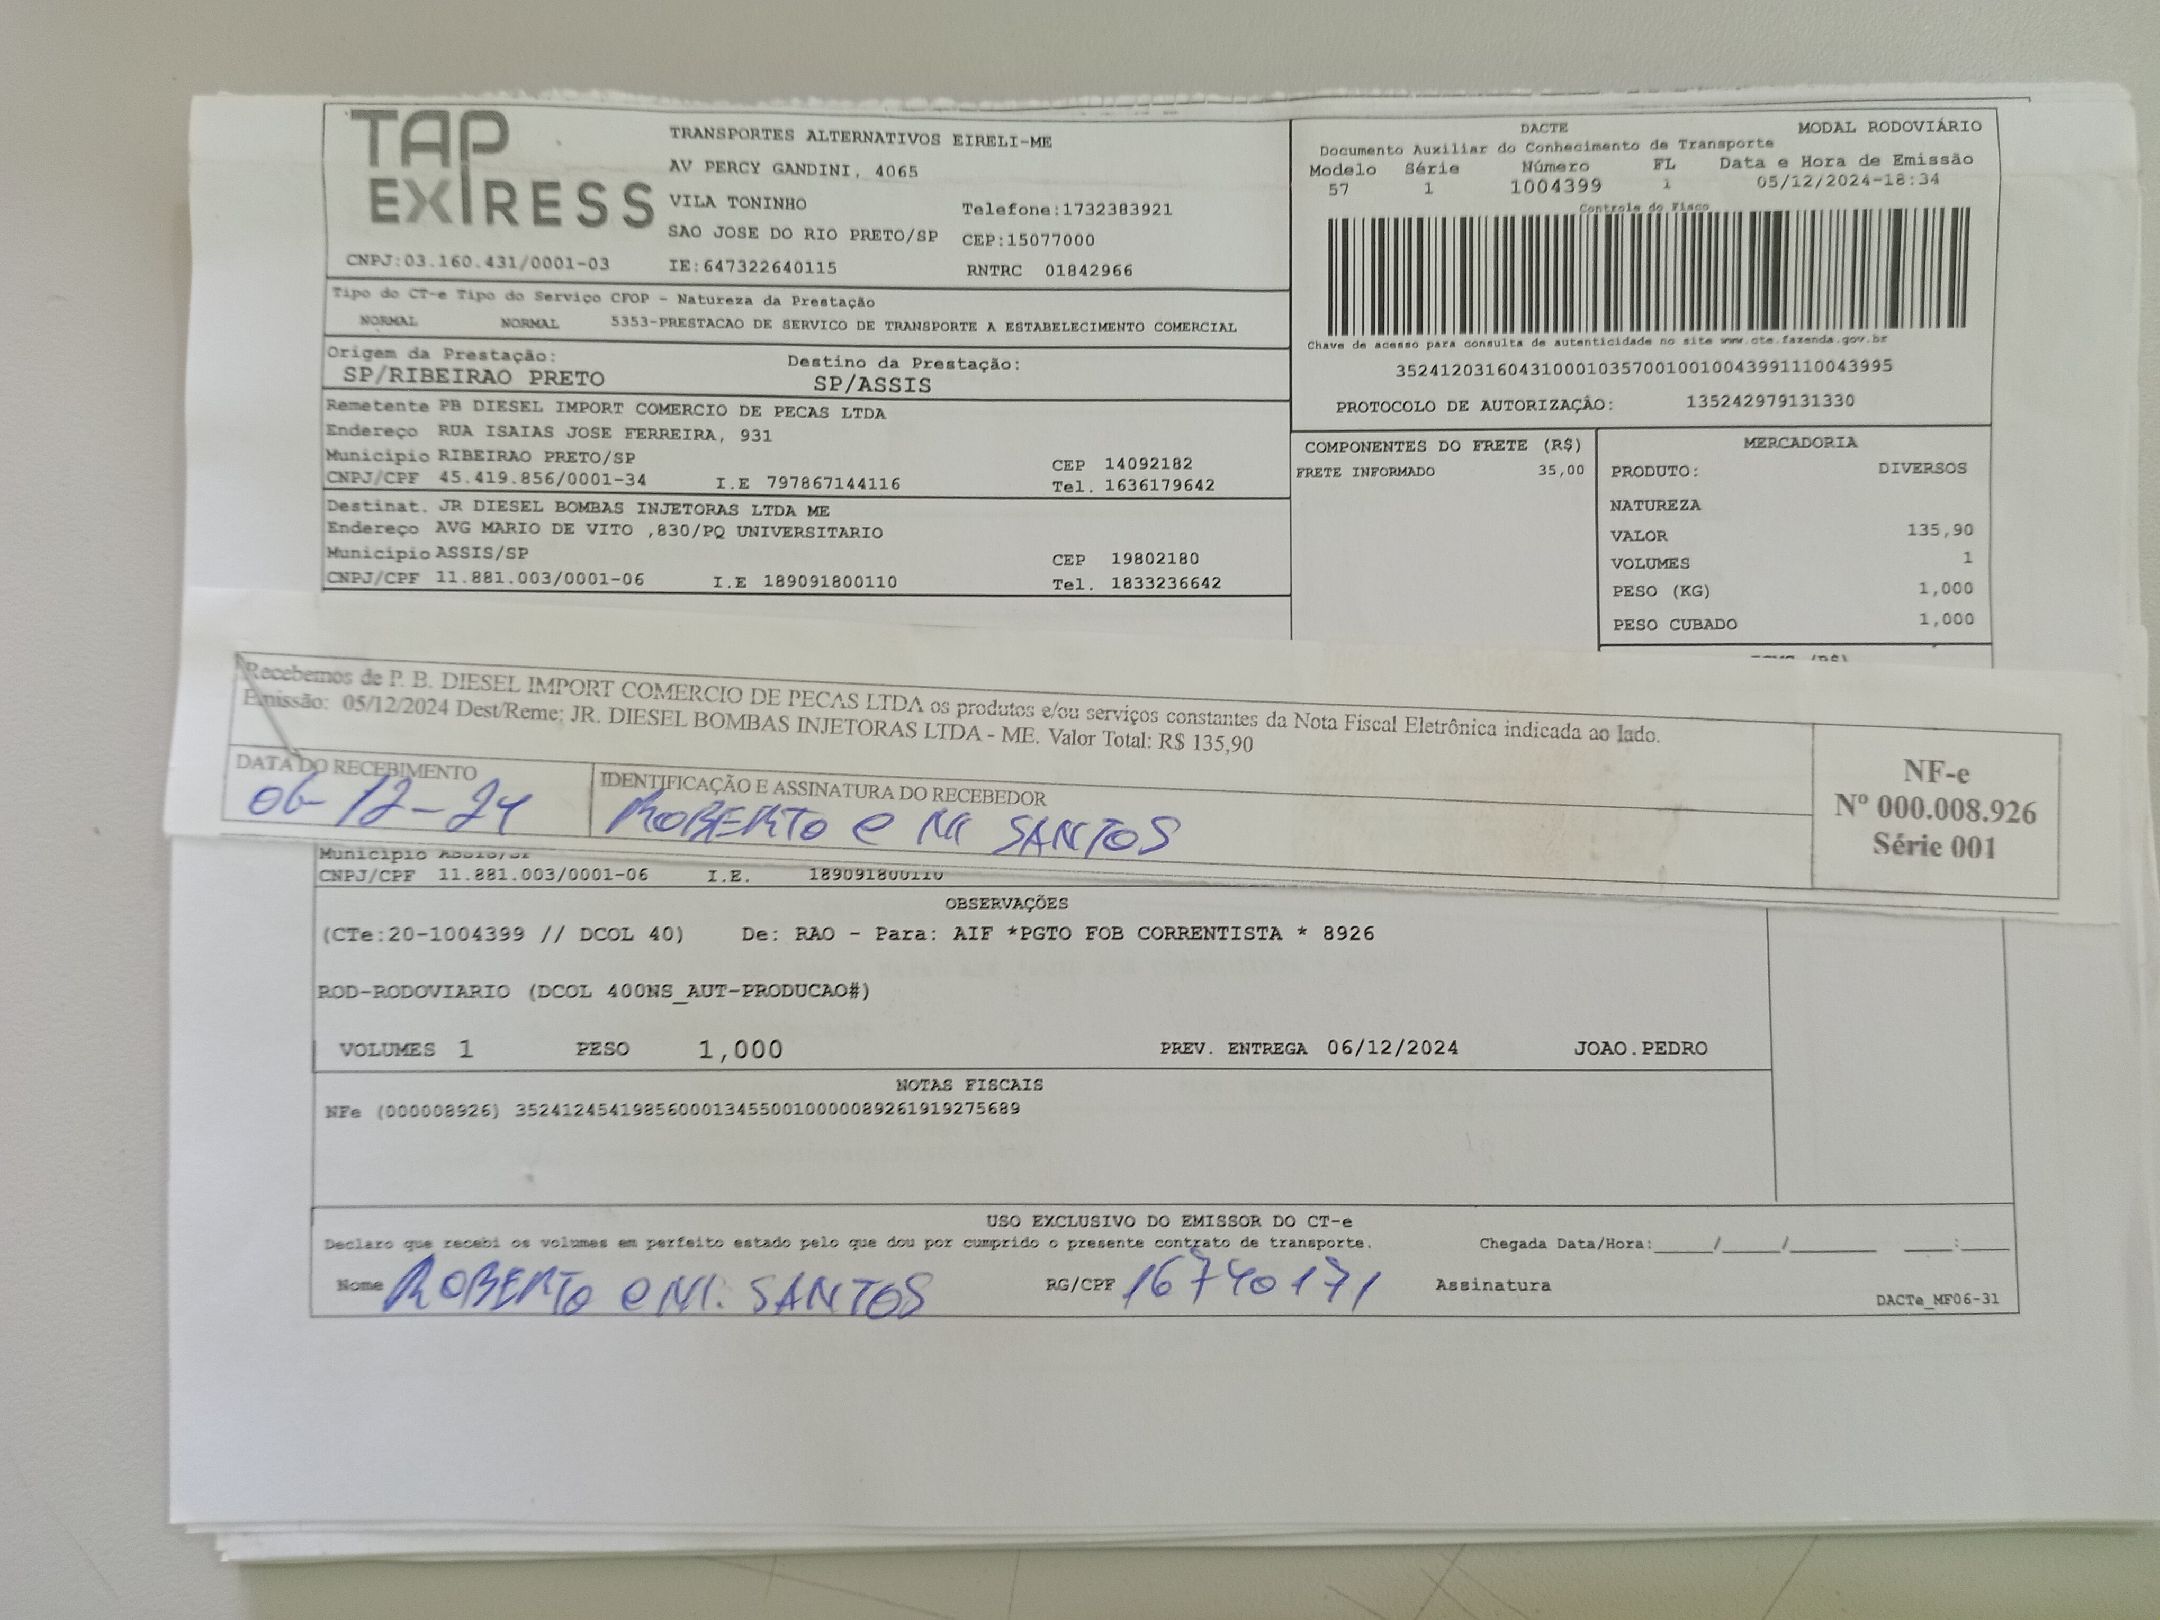 TAP
EXPRESS
TRANSPORTES ALTERNATIVOS EIRELI-ME
AV PERCY GANDINI, 4065
VILA TONINHO
Telefone:1732383921
SAO JOSE DO RIO PRETO/SP CEP:15077000
CNPJ:03.160.431/0001-03 IE:647322640115 RNTRC 01842966
Tipo do CT-e Tipo do Serviço CFOP - Natureza da Prestação
NORMAL NORMAL 5353-PRESTACAO DE SERVICO DE TRANSPORTE A ESTABELECIMENTO COMERCIAL
Origem da Prestação: Destino da Prestação:
SP/RIBEIRAO PRETO SP/ASSIS
Remetente PB DIESEL IMPORT COMERCIO DE PECAS LTDA
Endereço RUA ISAIAS JOSE FERREIRA, 931
Municipio RIBEIRAO PRETO/SP CEP 14092182
CNPJ/CPF 45.419.856/0001-34 I.E 797867144116 Tel. 1636179642
Destinat. JR DIESEL BOMBAS INJETORAS LTDA ME
Endereço AVG MARIO DE VITO ,830/PQ UNIVERSITARIO
Municipio ASSIS/SP CEP 19802180
CNPJ/CPF 11.881.003/0001-06 I.E 189091800110 Tel. 1833236642
DACTE MODAL RODOVIÁRIO
Documento Auxiliar do Conhecimento de Transporte
Modelo Série Número FL Data e Hora de Emissão
57 1 1004399 1 05/12/2024-18:34
Controle do Fisco
Chave de acesso para consulta de autenticidade no site www.cte.fazenda.gov.br
35241203160431000103570010010043991110043995
PROTOCOLO DE AUTORIZAÇÃO: 135242979131330
COMPONENTES DO FRETE (R$)
FRETE INFORMADO 35,00
MERCADORIA
PRODUTO: DIVERSOS
NATUREZA
VALOR 135,90
VOLUMES 1
PESO (KG) 1,000
PESO CUBADO 1,000
Recebemos de P. B. DIESEL IMPORT COMERCIO DE PECAS LTDA os produtos e/ou serviços constantes da Nota Fiscal Eletrônica indicada ao lado.
Emissão: 05/12/2024 Dest/Reme: JR. DIESEL BOMBAS INJETORAS LTDA - ME. Valor Total: R$ 135,90
DATA DO RECEBIMENTO
06-12-24
IDENTIFICAÇÃO E ASSINATURA DO RECEBEDOR
ROBERTO e M SANTOS
NF-e
Nº 000.008.926
Série 001
Municipio ASSIS/SP
CNPJ/CPF 11.881.003/0001-06 I.E. 189091800110
OBSERVAÇÕES
(CTe:20-1004399 // DCOL 40) De: RAO - Para: AIF *PGTO FOB CORRENTISTA * 8926
ROD-RODOVIARIO (DCOL 400NS_AUT-PRODUCAO#)
VOLUMES 1 PESO 1,000 PREV. ENTREGA 06/12/2024 JOAO.PEDRO
NOTAS FISCAIS
NFe (000008926) 35241245419856000134550010000089261919275689
USO EXCLUSIVO DO EMISSOR DO CT-e
Declaro que recebi os volumes em perfeito estado pelo que dou por cumprido o presente contrato de transporte. Chegada Data/Hora:_____/_____/_______ ____:____
Nome ROBERTO e M. SANTOS RG/CPF 16740171 Assinatura
DACTe_MF06-31